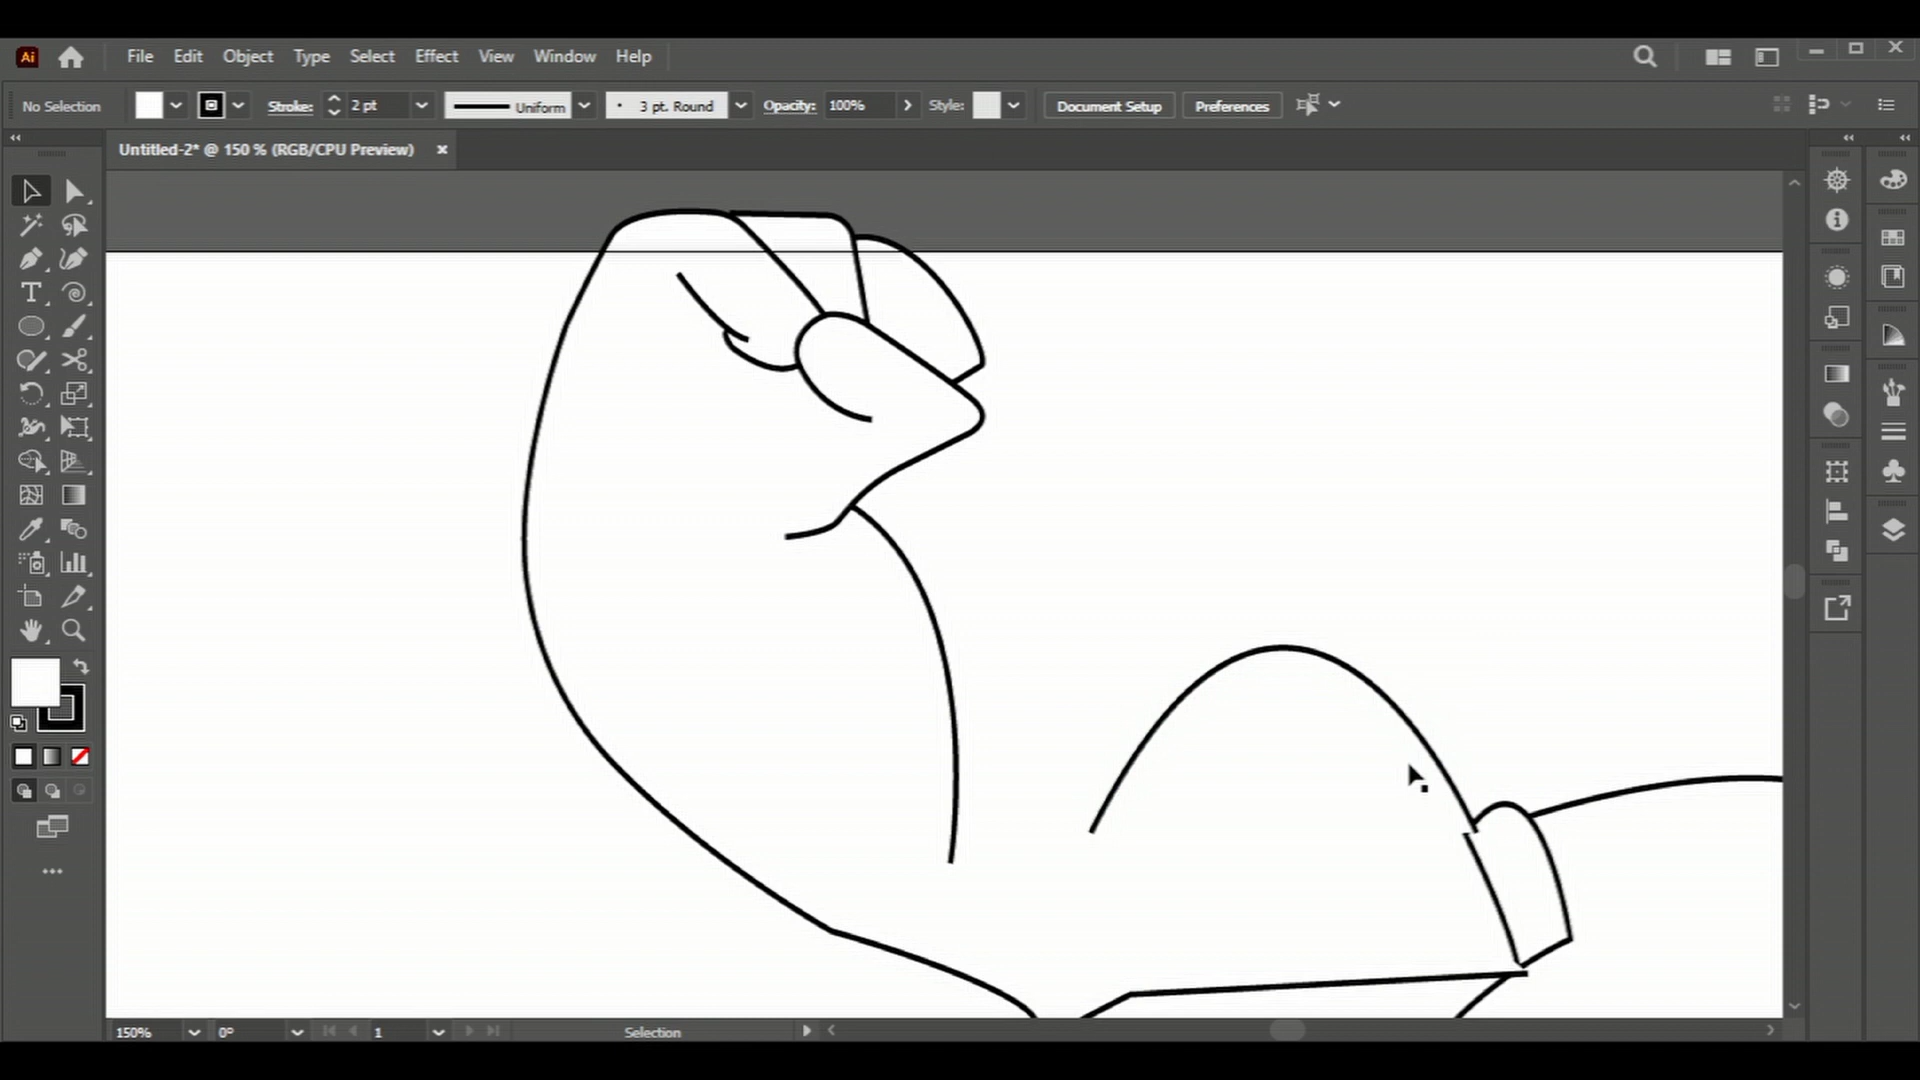 Ai File Edit Object Type Select Effect View Window Help
No Selection Stroke: 2 pt Uniform 3 pt. Round Opacity: 100% Style: Document Setup Preferences
Untitled-2* @ 150 % (RGB/CPU Preview) ×
150% 0° 1 Selection